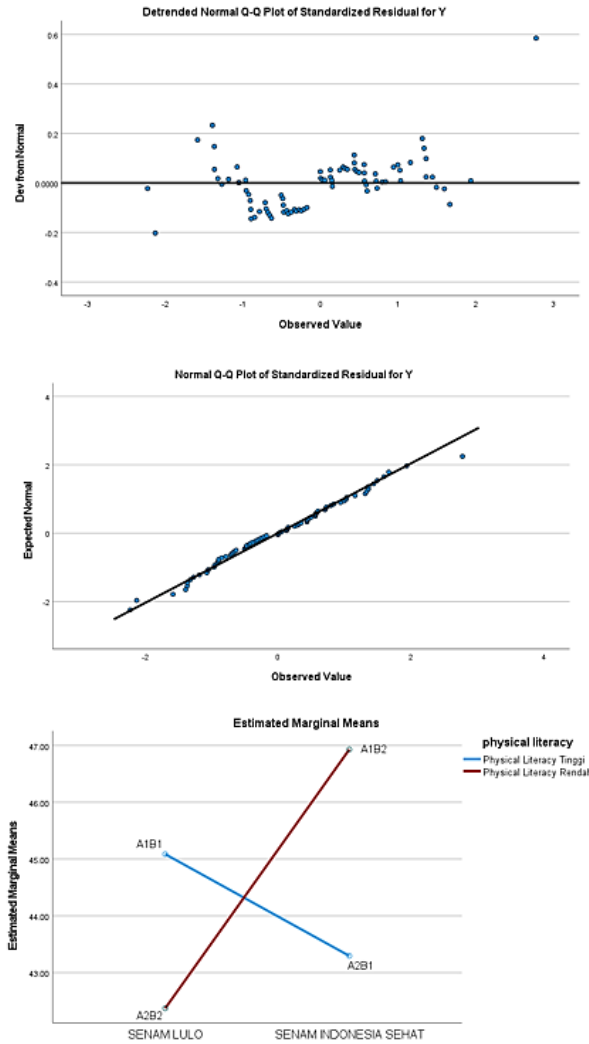 Detrended Normal Q-Q Plot of Standardized Residual for Y
0.6
0.4
0.2
0.0000
-0.2
-0.4
Dev from Normal
-3
-2
-1
0
1
2
3
Observed Value
Normal Q-Q Plot of Standardized Residual for Y
4
2
0
-2
Expected Normal
-2
0
2
4
Observed Value
Estimated Marginal Means
47.00
46.00
45.00
44.00
43.00
Estimated Marginal Means
A1B1
A2B2
A1B2
A2B1
SENAM LULO
SENAM INDONESIA SEHAT
physical literacy
Physical Literacy Tinggi
Physical Literacy Rendah